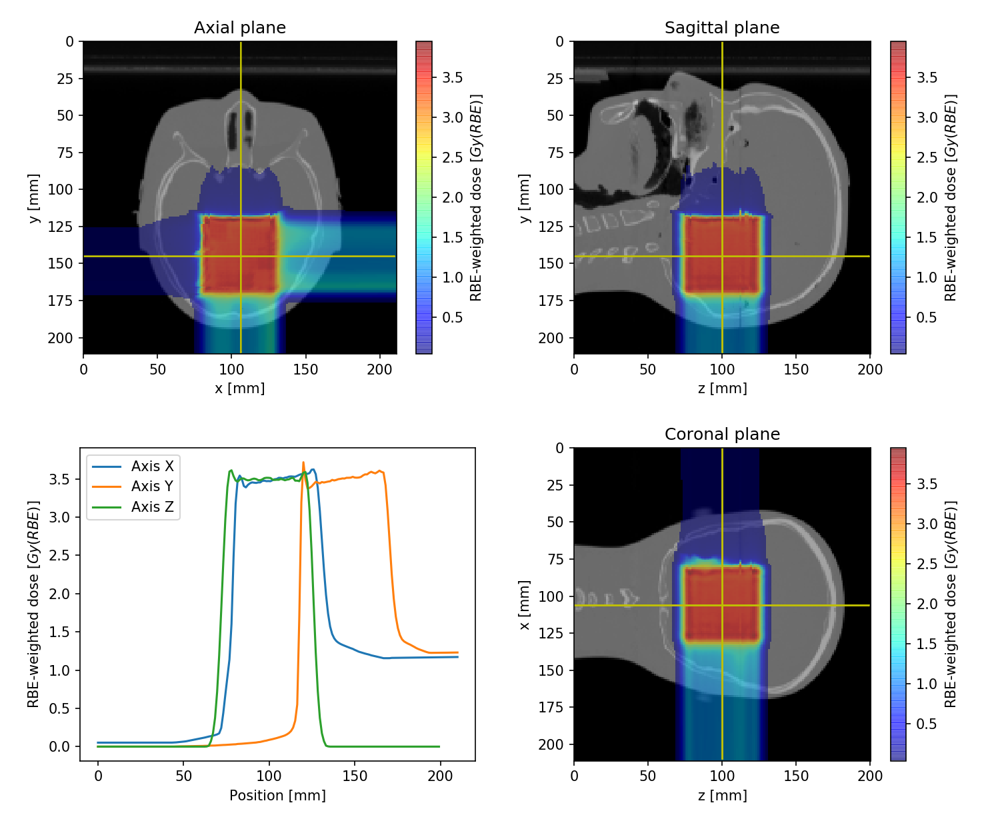 Axial plane
0
25
50
75
100
125
150
175
200
y [mm]
0 50 100 150 200
x [mm]
3.5
3.0
2.5
2.0
1.5
1.0
0.5
RBE-weighted dose [Gy(RBE)]
Sagittal plane
0
25
50
75
100
125
150
175
200
y [mm]
0 50 100 150 200
z [mm]
3.5
3.0
2.5
2.0
1.5
1.0
0.5
RBE-weighted dose [Gy(RBE)]
Axis X
Axis Y
Axis Z
3.5
3.0
2.5
2.0
1.5
1.0
0.5
0.0
RBE-weighted dose [Gy(RBE)]
0 50 100 150 200
Position [mm]
Coronal plane
0
25
50
75
100
125
150
175
200
x [mm]
0 50 100 150 200
z [mm]
3.5
3.0
2.5
2.0
1.5
1.0
0.5
RBE-weighted dose [Gy(RBE)]